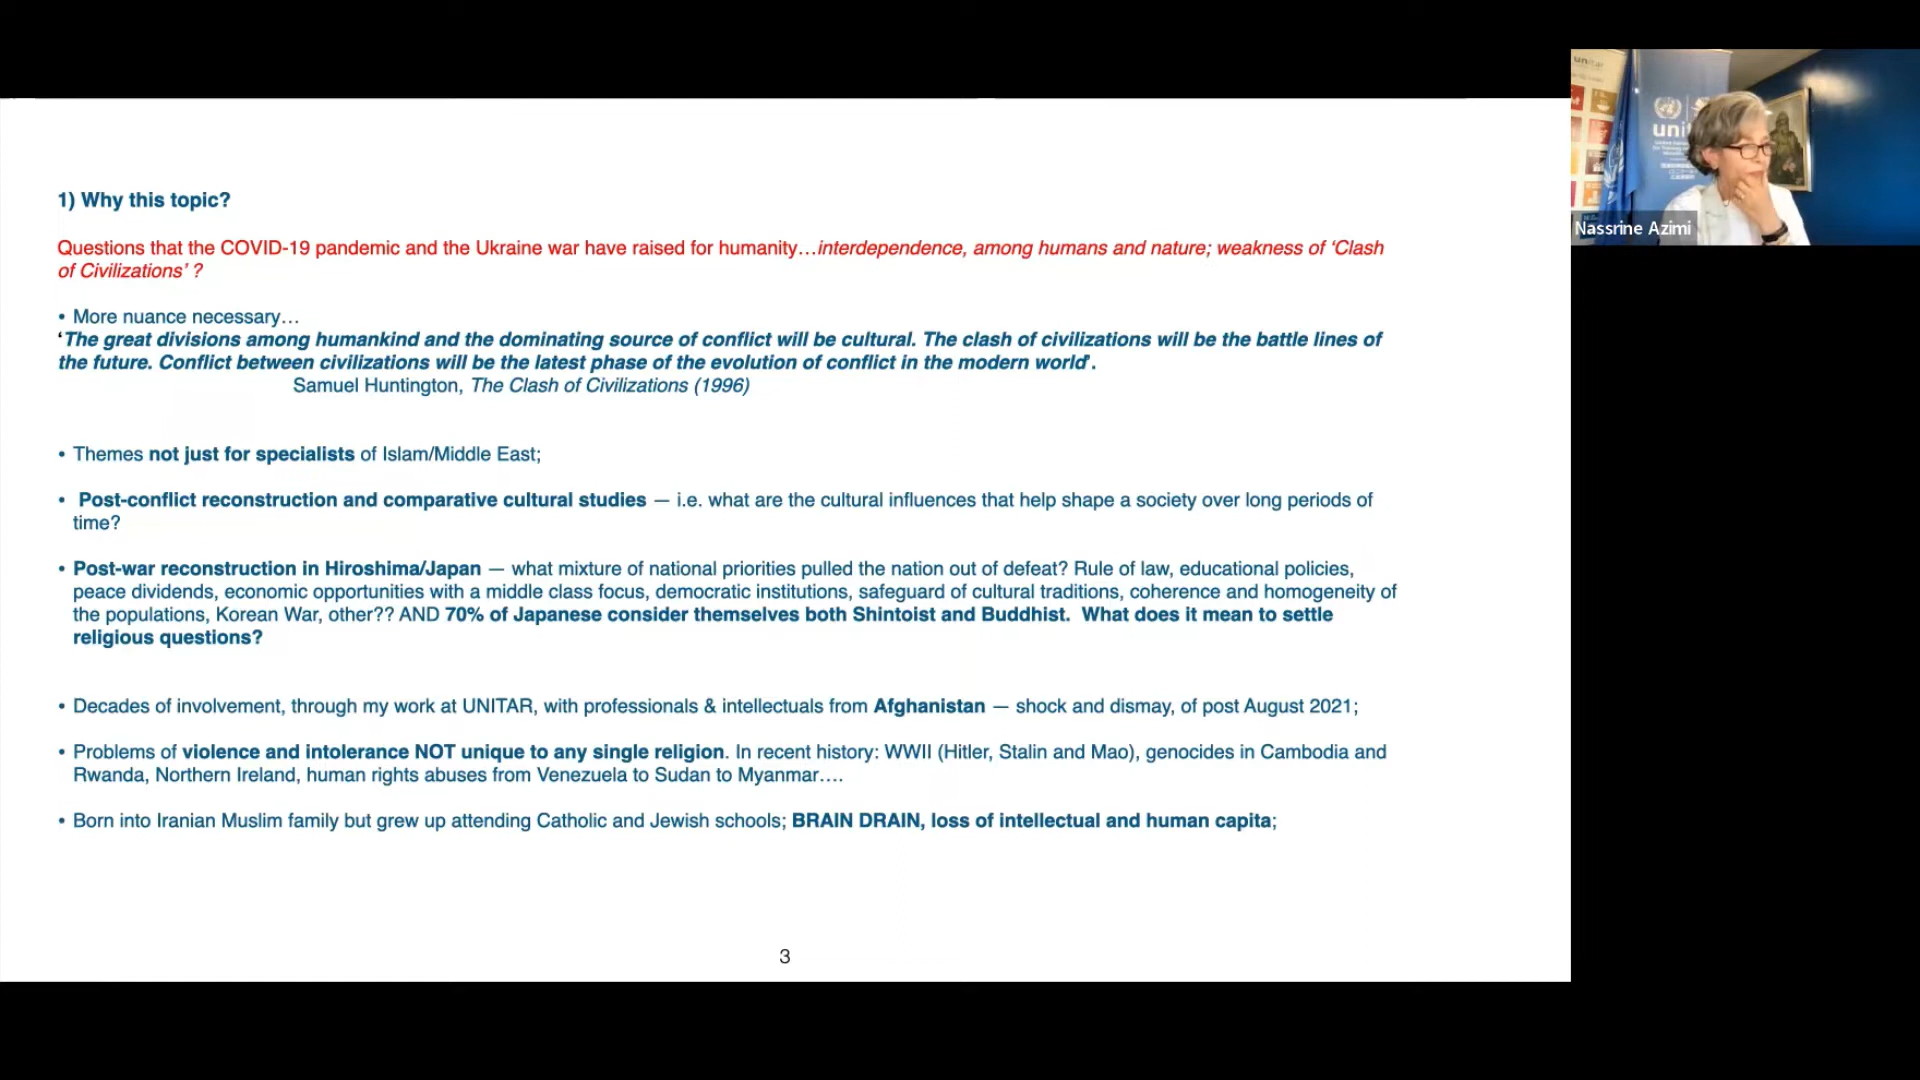 1) Why this topic?
Questions that the COVID-19 pandemic and the Ukraine war have raised for humanity…interdependence, among humans and nature; weakness of ‘Clash
of Civilizations’ ?
• More nuance necessary…
‘The great divisions among humankind and the dominating source of conflict will be cultural. The clash of civilizations will be the battle lines of
the future. Conflict between civilizations will be the latest phase of the evolution of conflict in the modern world’.
Samuel Huntington, The Clash of Civilizations (1996)
• Themes not just for specialists of Islam/Middle East;
• Post-conflict reconstruction and comparative cultural studies — i.e. what are the cultural influences that help shape a society over long periods of
time?
• Post-war reconstruction in Hiroshima/Japan — what mixture of national priorities pulled the nation out of defeat? Rule of law, educational policies,
peace dividends, economic opportunities with a middle class focus, democratic institutions, safeguard of cultural traditions, coherence and homogeneity of
the populations, Korean War, other?? AND 70% of Japanese consider themselves both Shintoist and Buddhist. What does it mean to settle
religious questions?
• Decades of involvement, through my work at UNITAR, with professionals & intellectuals from Afghanistan — shock and dismay, of post August 2021;
• Problems of violence and intolerance NOT unique to any single religion. In recent history: WWII (Hitler, Stalin and Mao), genocides in Cambodia and
Rwanda, Northern Ireland, human rights abuses from Venezuela to Sudan to Myanmar….
• Born into Iranian Muslim family but grew up attending Catholic and Jewish schools; BRAIN DRAIN, loss of intellectual and human capita;
3
unitar
Nassrine Azimi